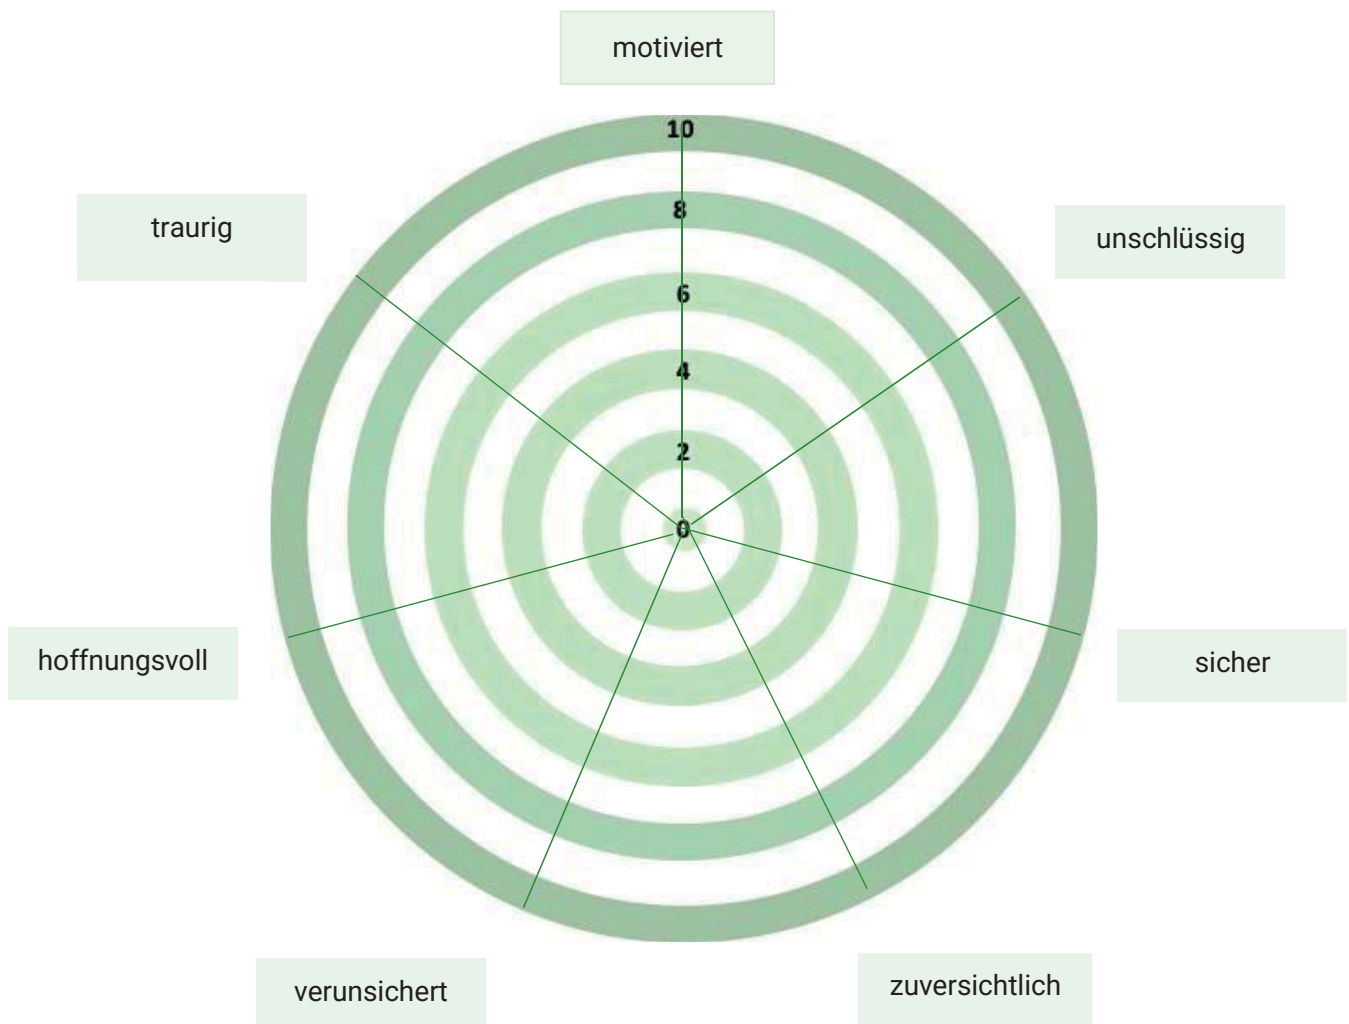 motiviert
10
traurig
8
unschlüssig
6
4
2
0
hoffnungsvoll
sicher
verunsichert
zuversichtlich